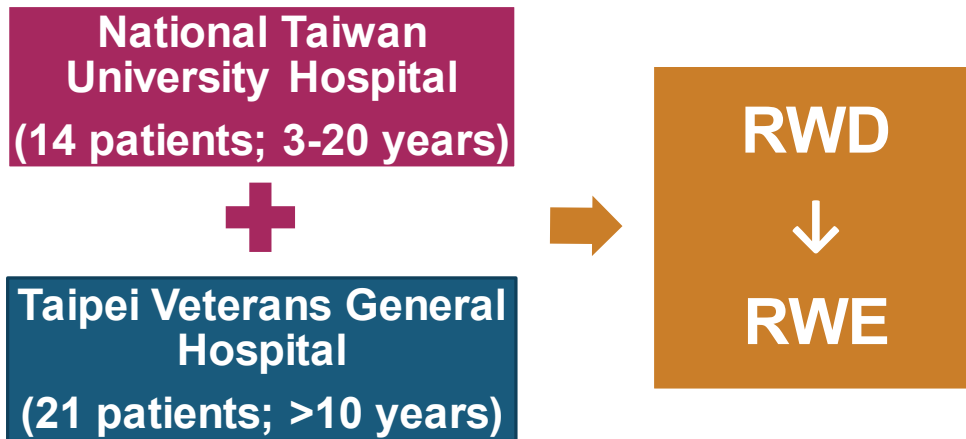 National Taiwan
University Hospital
(14 patients; 3-20 years)
Taipei Veterans General
Hospital
(21 patients; >10 years)
RWD
↓
RWE